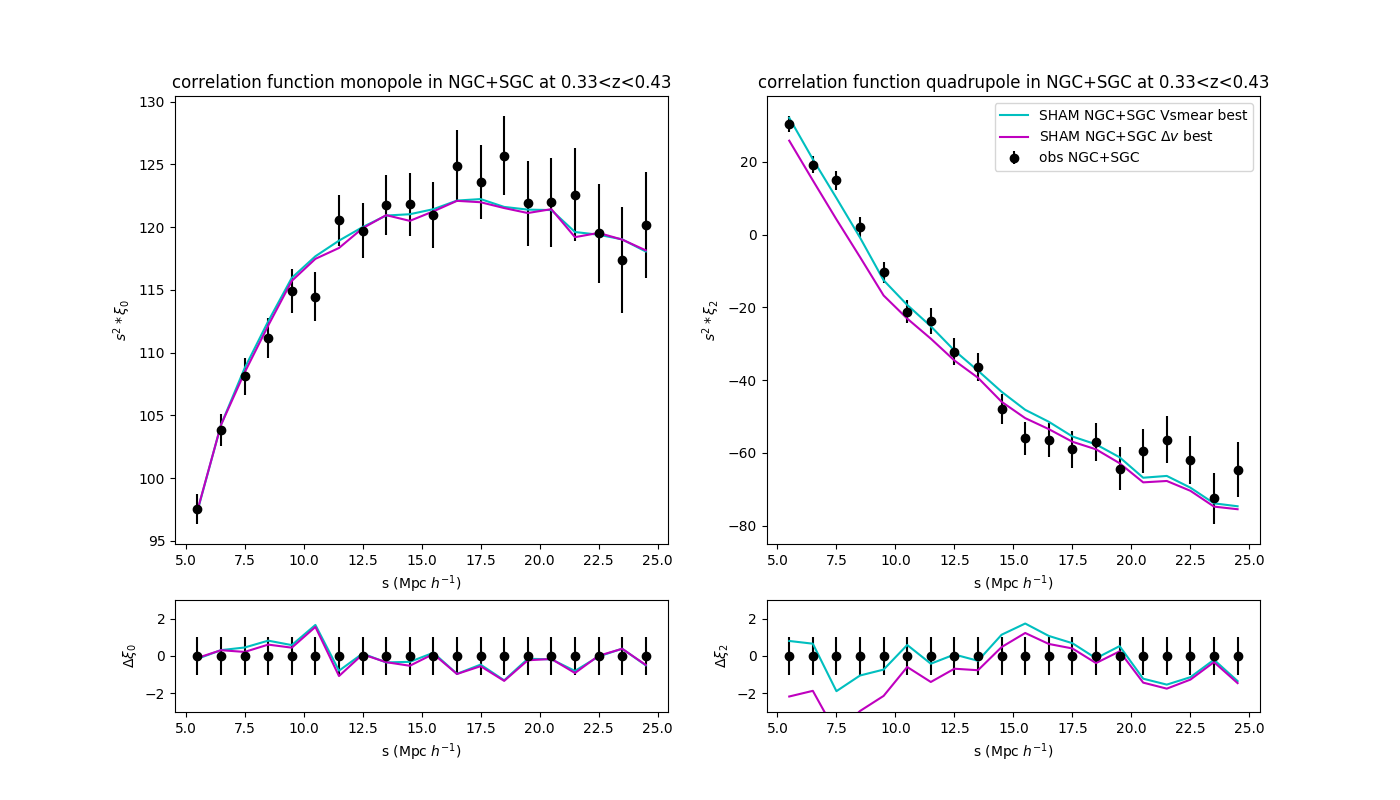 correlation function monopole in NGC+SGC at 0.33<z<0.43
130
125
120
115
110
105
100
95
s² * ξ₀
5.0 7.5 10.0 12.5 15.0 17.5 20.0 22.5 25.0
s (Mpc h⁻¹)
2
0
−2
Δξ₀
5.0 7.5 10.0 12.5 15.0 17.5 20.0 22.5 25.0
s (Mpc h⁻¹)
correlation function quadrupole in NGC+SGC at 0.33<z<0.43
SHAM NGC+SGC Vsmear best
SHAM NGC+SGC Δv best
obs NGC+SGC
20
0
−20
−40
−60
−80
s² * ξ₂
5.0 7.5 10.0 12.5 15.0 17.5 20.0 22.5 25.0
s (Mpc h⁻¹)
2
0
−2
Δξ₂
5.0 7.5 10.0 12.5 15.0 17.5 20.0 22.5 25.0
s (Mpc h⁻¹)